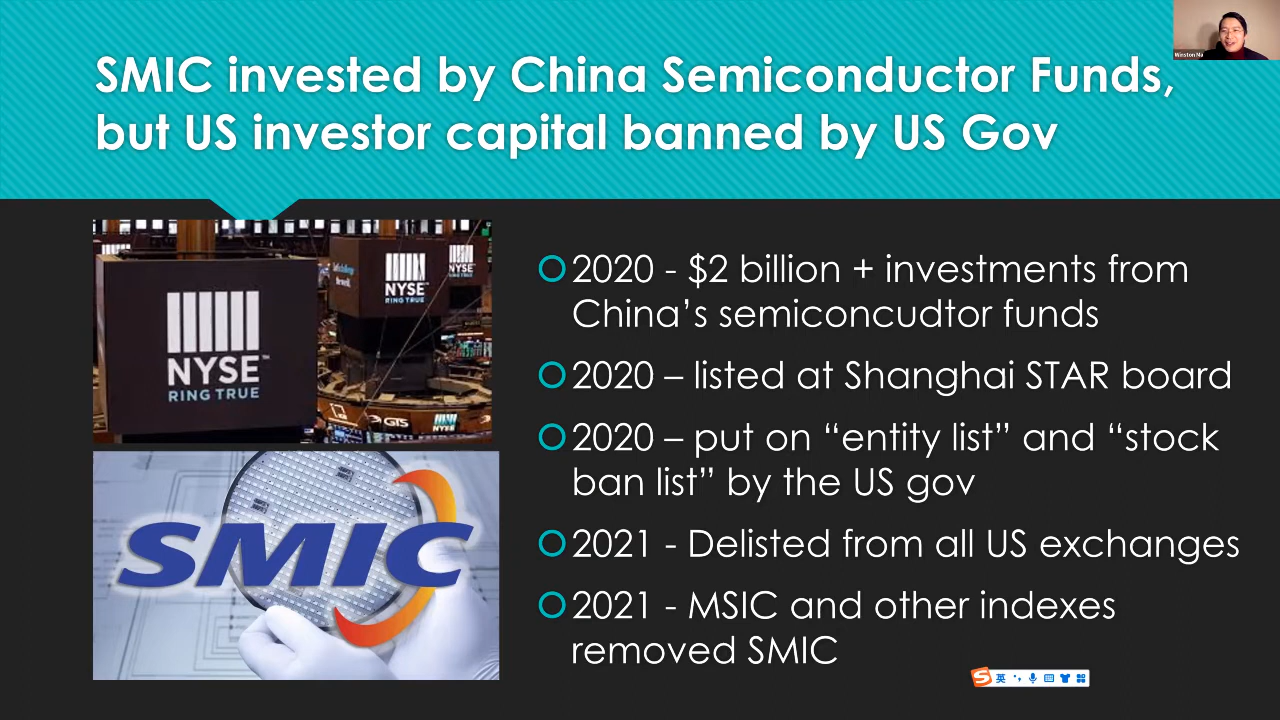 SMIC invested by China Semiconductor Funds,
but US investor capital banned by US Gov
Winston Ma
NYSE
RING TRUE
NYSE
RING TRUE
NYSE
GTS
SMIC
2020 - $2 billion + investments from
China’s semiconcudtor funds
2020 – listed at Shanghai STAR board
2020 – put on “entity list” and “stock
ban list” by the US gov
2021 - Delisted from all US exchanges
2021 - MSIC and other indexes
removed SMIC
英